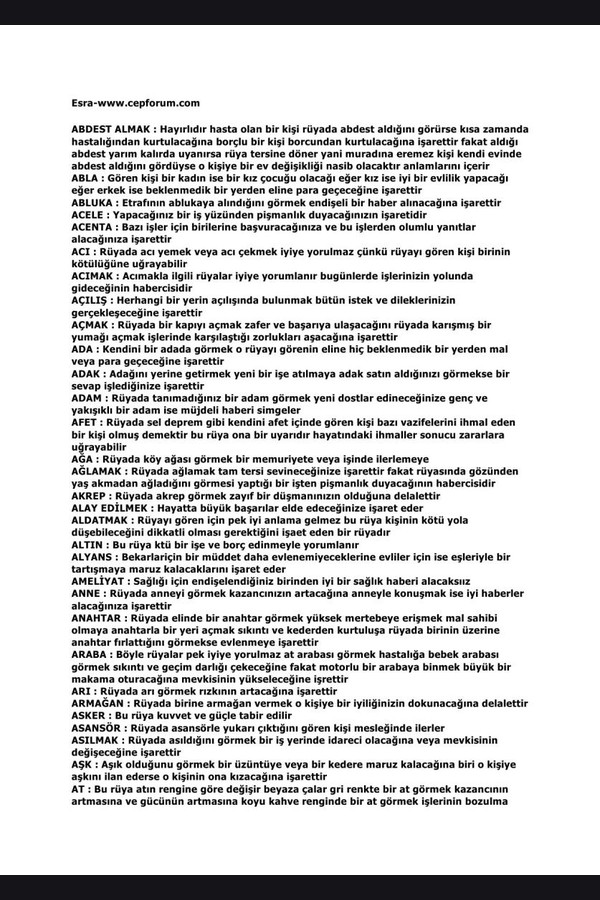 Esra-www.cepforum.com
ABDEST ALMAK : Hayırlıdır hasta olan bir kişi rüyada abdest aldığını görürse kısa zamanda
hastalığından kurtulacağına borçlu bir kişi borcundan kurtulacağına işarettir fakat aldığı
abdest yarım kalırda uyanırsa rüya tersine döner yani muradına eremez kişi kendi evinde
abdest aldığını gördüyse o kişiye bir ev değişikliği nasib olacaktır anlamlarını içerir
ABLA : Gören kişi bir kadın ise bir kız çocuğu olacağı eğer kız ise iyi bir evlilik yapacağı
eğer erkek ise beklenmedik bir yerden eline para geçeceğine işarettir
ABLUKA : Etrafının ablukaya alındığını görmek endişeli bir haber alınacağına işarettir
ACELE : Yapacağınız bir iş yüzünden pişmanlık duyacağınızın işaretidir
ACENTA : Bazı işler için birilerine başvuracağınıza ve bu işlerden olumlu yanıtlar
alacağınıza işarettir
ACI : Rüyada acı yemek veya acı çekmek iyiye yorulmaz çünkü rüyayı gören kişi birinin
kötülüğüne uğrayabilir
ACIMAK : Acımakla ilgili rüyalar iyiye yorumlanır bugünlerde işlerinizin yolunda
gideceğinin habercisidir
AÇILIŞ : Herhangi bir yerin açılışında bulunmak bütün istek ve dileklerinizin
gerçekleşeceğine işarettir
AÇMAK : Rüyada bir kapıyı açmak zafer ve başarıya ulaşacağını rüyada karışmış bir
yumağı açmak işlerinde karşılaştığı zorlukları aşacağına işarettir
ADA : Kendini bir adada görmek o rüyayı görenin eline hiç beklenmedik bir yerden mal
veya para geçeceğine işarettir
ADAK : Adağını yerine getirmek yeni bir işe atılmaya adak satın aldığınızı görmekse bir
sevap işlediğinize işarettir
ADAM : Rüyada tanımadığınız bir adam görmek yeni dostlar edineceğinize genç ve
yakışıklı bir adam ise müjdeli haberi simgeler
AFET : Rüyada sel deprem gibi kendini afet içinde gören kişi bazı vazifelerini ihmal eden
bir kişi olmuş demektir bu rüya ona bir uyarıdır hayatındaki ihmaller sonucu zararlara
uğrayabilir
AĞA : Rüyada köy ağası görmek bir memuriyete veya işinde ilerlemeye
AĞLAMAK : Rüyada ağlamak tam tersi sevineceğinize işarettir fakat rüyasında gözünden
yaş akmadan ağladığını görmesi yaptığı bir işten pişmanlık duyacağının habercisidir
AKREP : Rüyada akrep görmek zayıf bir düşmanınızın olduğuna delalettir
ALAY EDİLMEK : Hayatta büyük başarılar elde edeceğinize işaret eder
ALDATMAK : Rüyayı gören için pek iyi anlama gelmez bu rüya kişinin kötü yola
düşebileceğini dikkatli olması gerektiğini işaet eden bir rüyadır
ALTIN : Bu rüya ktü bir işe ve borç edinmeyle yorumlanır
ALYANS : Bekarlariçin bir müddet daha evlenemiyeceklerine evliler için ise eşleriyle bir
tartışmaya maruz kalacaklarını işaret eder
AMELİYAT : Sağlığı için endişelendiğiniz birinden iyi bir sağlık haberi alacaksıız
ANNE : Rüyada anneyi görmek kazancınızın artacağına anneyle konuşmak ise iyi haberler
alacağınıza işarettir
ANAHTAR : Rüyada elinde bir anahtar görmek yüksek mertebeye erişmek mal sahibi
olmaya anahtarla bir yeri açmak sıkıntı ve kederden kurtuluşa rüyada birinin üzerine
anahtar fırlattığını görmekse evlenmeye işarettir
ARABA : Böyle rüyalar pek iyiye yorulmaz at arabası görmek hastalığa bebek arabası
görmek sıkıntı ve geçim darlığı çekeceğine fakat motorlu bir arabaya binmek büyük bir
makama oturacağına mevkisinin yükseleceğine işrettir
ARI : Rüyada arı görmek rızkının artacağına işarettir
ARMAĞAN : Rüyada birine armağan vermek o kişiye bir iyiliğinizin dokunacağına delalettir
ASKER : Bu rüya kuvvet ve güçle tabir edilir
ASANSÖR : Rüyada asansörle yukarı çıktığını gören kişi mesleğinde ilerler
ASILMAK : Rüyada asıldığını görmek bir iş yerinde idareci olacağına veya mevkisinin
değişeceğine işarettir
AŞK : Aşık olduğunu görmek bir üzüntüye veya bir kedere maruz kalacağına biri o kişiye
aşkını ilan ederse o kişinin ona kızacağına işarettir
AT : Bu rüya atın rengine göre değişir beyaza çalar gri renkte bir at görmek kazancının
artmasına ve gücünün artmasına koyu kahve renginde bir at görmek işlerinin bozulma